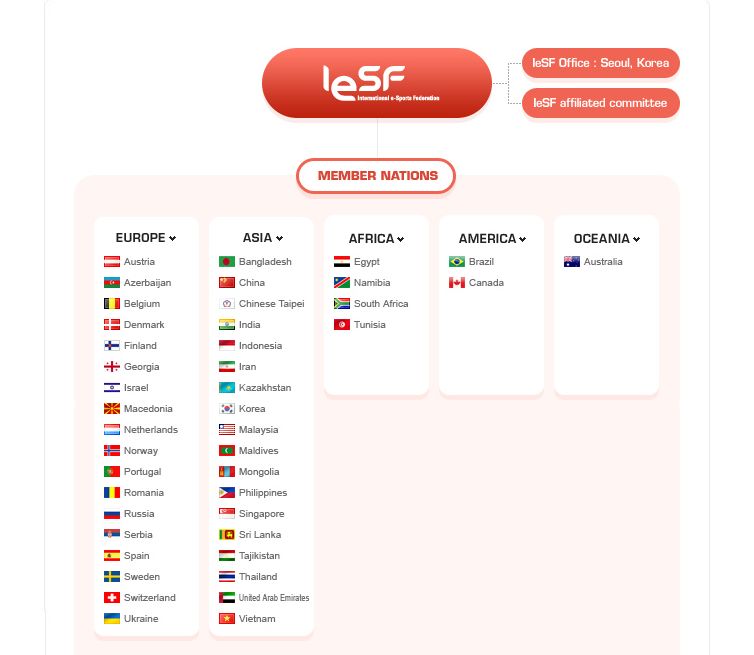 IeSF
International e-Sports Federation
IeSF Office : Seoul, Korea
IeSF affiliated committee
MEMBER NATIONS
EUROPE
Austria
Azerbaijan
Belgium
Denmark
Finland
Georgia
Israel
Macedonia
Netherlands
Norway
Portugal
Romania
Russia
Serbia
Spain
Sweden
Switzerland
Ukraine
ASIA
Bangladesh
China
Chinese Taipei
India
Indonesia
Iran
Kazakhstan
Korea
Malaysia
Maldives
Mongolia
Philippines
Singapore
Sri Lanka
Tajikistan
Thailand
United Arab Emirates
Vietnam
AFRICA
Egypt
Namibia
South Africa
Tunisia
AMERICA
Brazil
Canada
OCEANIA
Australia